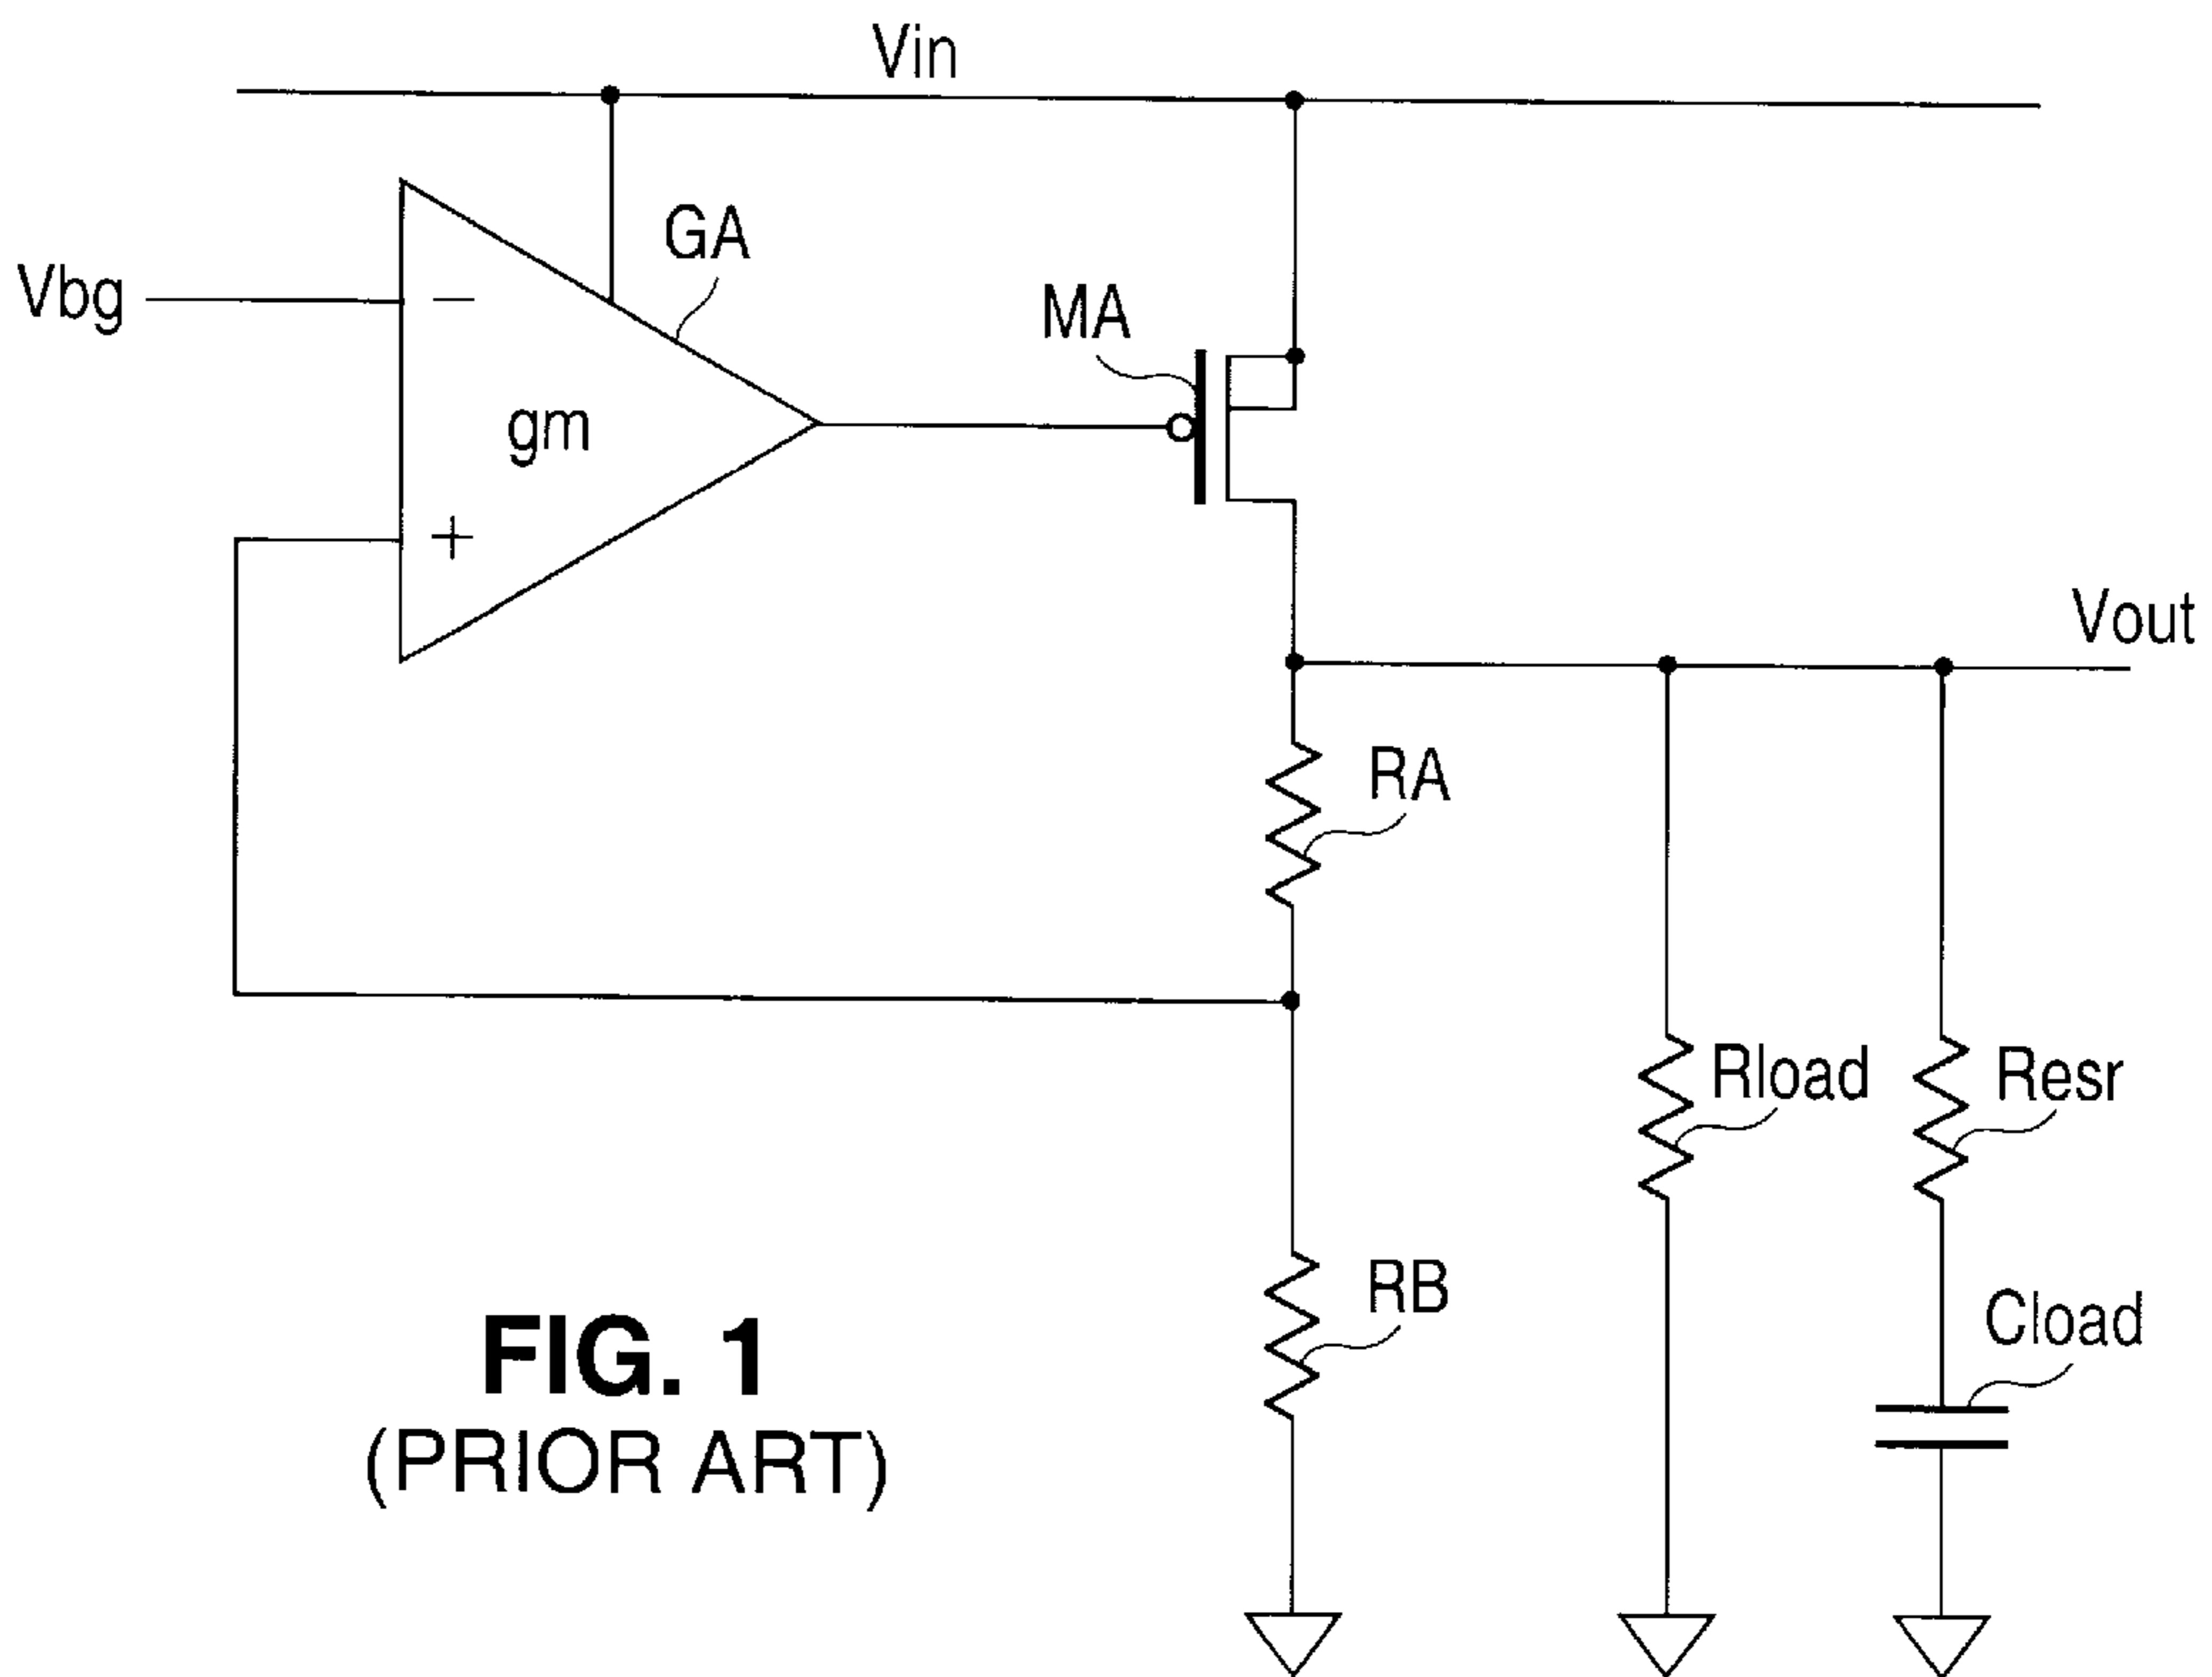 Vin
GA
Vbg
−
MA
gm
+
Vout
RA
Rload
Resr
RB
Cload
FIG. 1
(PRIOR ART)